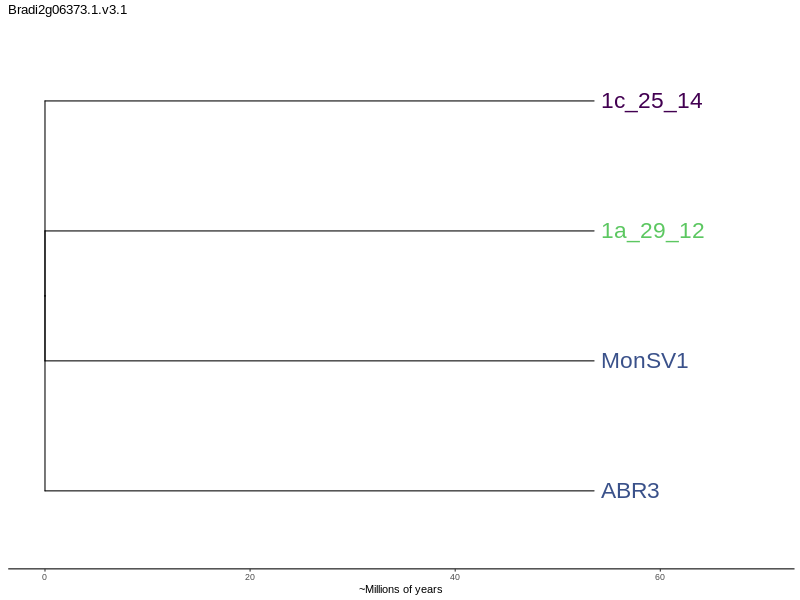 Bradi2g06373.1.v3.1
1c_25_14
1a_29_12
MonSV1
ABR3
0 20 40 60
~Millions of years